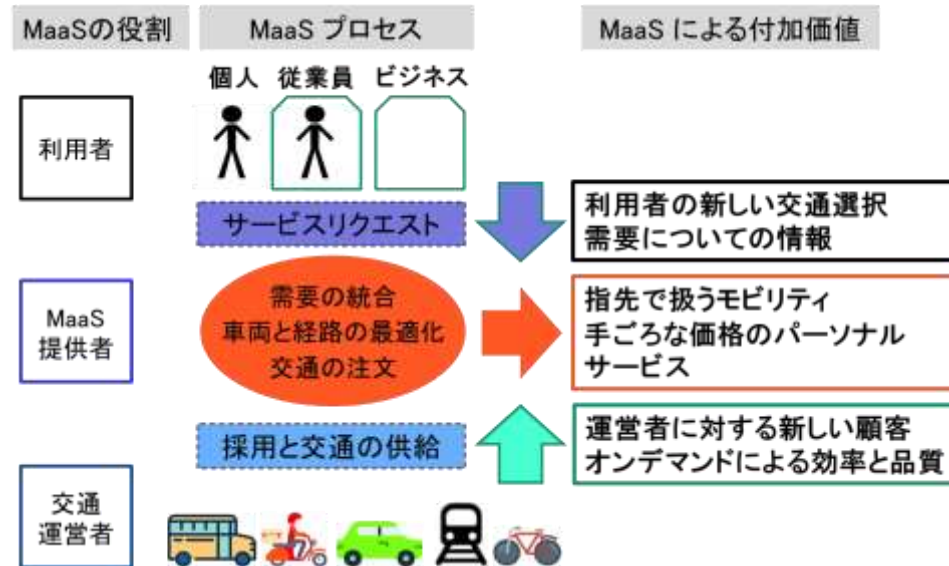 MaaSの役割
MaaS プロセス
MaaS による付加価値
個人 従業員 ビジネス
利用者
サービスリクエスト
利用者の新しい交通選択
需要についての情報
MaaS
提供者
需要の統合
車両と経路の最適化
交通の注文
指先で扱うモビリティ
手ごろな価格のパーソナル
サービス
採用と交通の供給
運営者に対する新しい顧客
オンデマンドによる効率と品質
交通
運営者